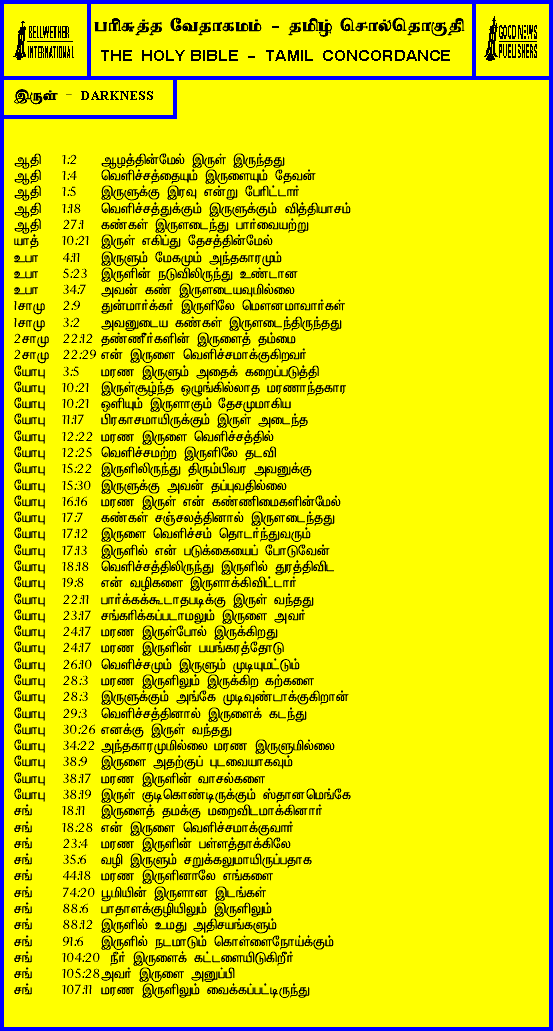 BELLWETHER
INTERNATIONAL
பரிசுத்த வேதாகமம் - தமிழ் சொல்தொகுதி
THE HOLY BIBLE - TAMIL CONCORDANCE
GOOD NEWS
PUBLISHERS
இருள் - DARKNESS
ஆதி 1:2 ஆழத்தின்மேல் இருள் இருந்தது
ஆதி 1:4 வெளிச்சத்தையும் இருளையும் தேவன்
ஆதி 1:5 இருளுக்கு இரவு என்று பேரிட்டார்
ஆதி 1:18 வெளிச்சத்துக்கும் இருளுக்கும் வித்தியாசம்
ஆதி 27:1 கண்கள் இருளடைந்து பார்வையற்று
யாத் 10:21 இருள் எகிப்து தேசத்தின்மேல்
உபா 4:11 இருளும் மேகமும் அந்தகாரமும்
உபா 5:23 இருளின் நடுவிலிருந்து உண்டான
உபா 34:7 அவன் கண் இருளடையவுமில்லை
1சாமு 2:9 துன்மார்க்கர் இருளிலே மௌனமாவார்கள்
1சாமு 3:2 அவனுடைய கண்கள் இருளடைந்திருந்தது
2சாமு 22:12 தண்ணீர்களின் இருளைத் தம்மை
2சாமு 22:29 என் இருளை வெளிச்சமாக்குகிறவர்
யோபு 3:5 மரண இருளும் அதைக் கறைப்படுத்தி
யோபு 10:21 இருள்சூழ்ந்த ஒழுங்கில்லாத மரணாந்தகார
யோபு 10:21 ஒளியும் இருளாகும் தேசமுமாகிய
யோபு 11:17 பிரகாசமாயிருக்கும் இருள் அடைந்த
யோபு 12:22 மரண இருளை வெளிச்சத்தில்
யோபு 12:25 வெளிச்சமற்ற இருளிலே தடவி
யோபு 15:22 இருளிலிருந்து திரும்பிவர அவனுக்கு
யோபு 15:30 இருளுக்கு அவன் தப்புவதில்லை
யோபு 16:16 மரண இருள் என் கண்ணிமைகளின்மேல்
யோபு 17:7 கண்கள் சஞ்சலத்தினால் இருளடைந்தது
யோபு 17:12 இருளை வெளிச்சம் தொடர்ந்துவரும்
யோபு 17:13 இருளில் என் படுக்கையைப் போடுவேன்
யோபு 18:18 வெளிச்சத்திலிருந்து இருளில் துரத்திவிட
யோபு 19:8 என் வழிகளை இருளாக்கிவிட்டார்
யோபு 22:11 பார்க்கக்கூடாதபடிக்கு இருள் வந்தது
யோபு 23:17 சங்கரிக்கப்படாமலும் இருளை அவர்
யோபு 24:17 மரண இருள்போல் இருக்கிறது
யோபு 24:17 மரண இருளின் பயங்கரத்தோடு
யோபு 26:10 வெளிச்சமும் இருளும் முடியுமட்டும்
யோபு 28:3 மரண இருளிலும் இருக்கிற கற்களை
யோபு 28:3 இருளுக்கும் அங்கே முடிவுண்டாக்குகிறான்
யோபு 29:3 வெளிச்சத்தினால் இருளைக் கடந்து
யோபு 30:26 எனக்கு இருள் வந்தது
யோபு 34:22 அந்தகாரமுமில்லை மரண இருளுமில்லை
யோபு 38:9 இருளை அதற்குப் புடவையாகவும்
யோபு 38:17 மரண இருளின் வாசல்களை
யோபு 38:19 இருள் குடிகொண்டிருக்கும் ஸ்தானமெங்கே
சங் 18:11 இருளைத் தமக்கு மறைவிடமாக்கினார்
சங் 18:28 என் இருளை வெளிச்சமாக்குவார்
சங் 23:4 மரண இருளின் பள்ளத்தாக்கிலே
சங் 35:6 வழி இருளும் சறுக்கலுமாயிருப்பதாக
சங் 44:18 மரண இருளினாலே எங்களை
சங் 74:20 பூமியின் இருளான இடங்கள்
சங் 88:6 பாதாளக்குழியிலும் இருளிலும்
சங் 88:12 இருளில் உமது அதிசயங்களும்
சங் 91:6 இருளில் நடமாடும் கொள்ளைநோய்க்கும்
சங் 104:20 நீர் இருளைக் கட்டளையிடுகிறீர்
சங் 105:28 அவர் இருளை அனுப்பி
சங் 107:11 மரண இருளிலும் வைக்கப்பட்டிருந்து